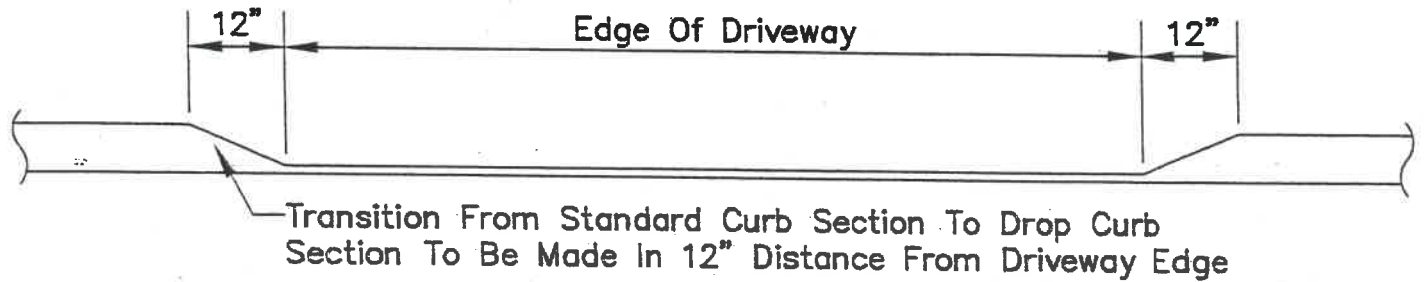 12" Edge Of Driveway 12"
Transition From Standard Curb Section To Drop Curb
Section To Be Made In 12" Distance From Driveway Edge